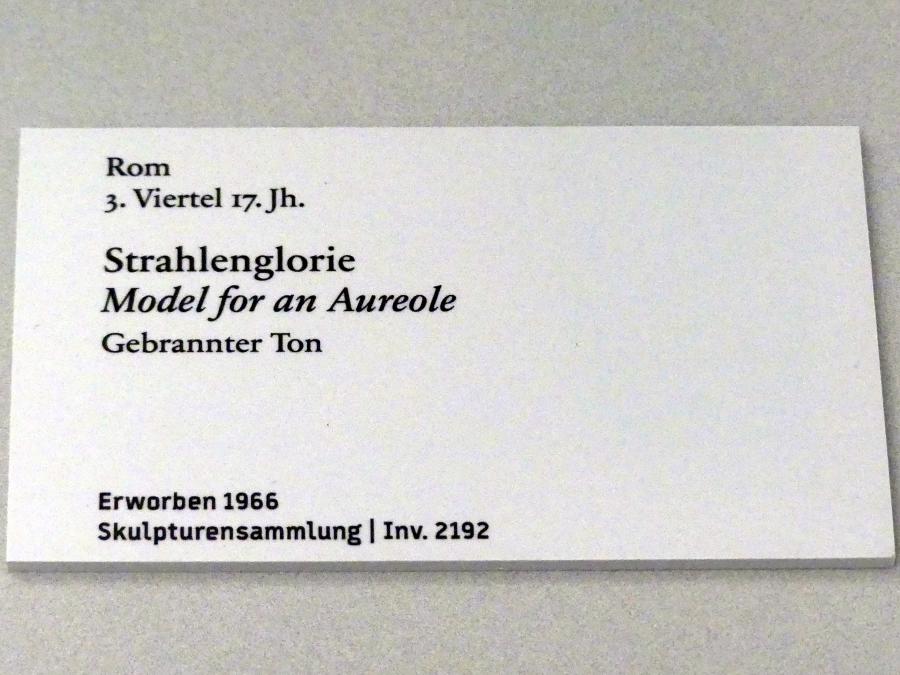 Rom
3. Viertel 17. Jh.
Strahlenglorie
Model for an Aureole
Gebrannter Ton
Erworben 1966
Skulpturensammlung | Inv. 2192